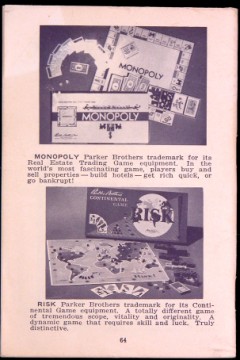 MONOPOLY
MONOPOLY
MONOPOLY Parker Brothers trademark for its
Real Estate Trading Game equipment. In the
world's most fascinating game, players buy and
sell properties — build hotels — get rich quick, or
go bankrupt!
Parker Brothers
CONTINENTAL
GAME
RISK
RISK Parker Brothers trademark for its Conti-
nental Game equipment. A totally different game
of tremendous scope, vitality and originality. A
dynamic game that requires skill and luck. Truly
distinctive.
64